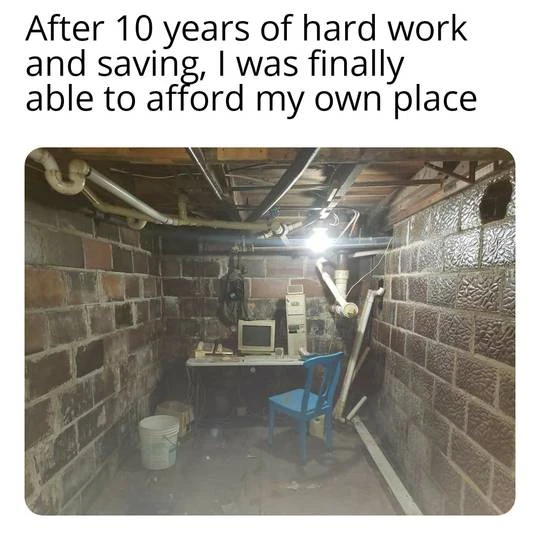 After 10 years of hard work
and saving, I was finally
able to afford my own place